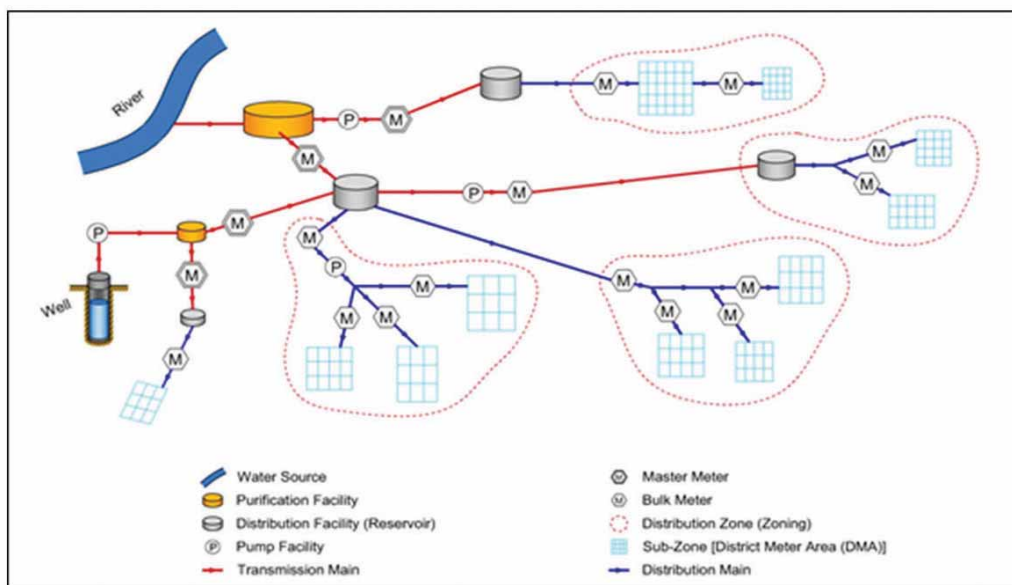 River
P
M
M
M
M
M
M
P
M
M
P
M
M
Well
M
M
P
M
M
M
M
M
M
M
Water Source
Purification Facility
Distribution Facility (Reservoir)
P Pump Facility
Transmission Main
M Master Meter
M Bulk Meter
Distribution Zone (Zoning)
Sub-Zone [District Meter Area (DMA)]
Distribution Main